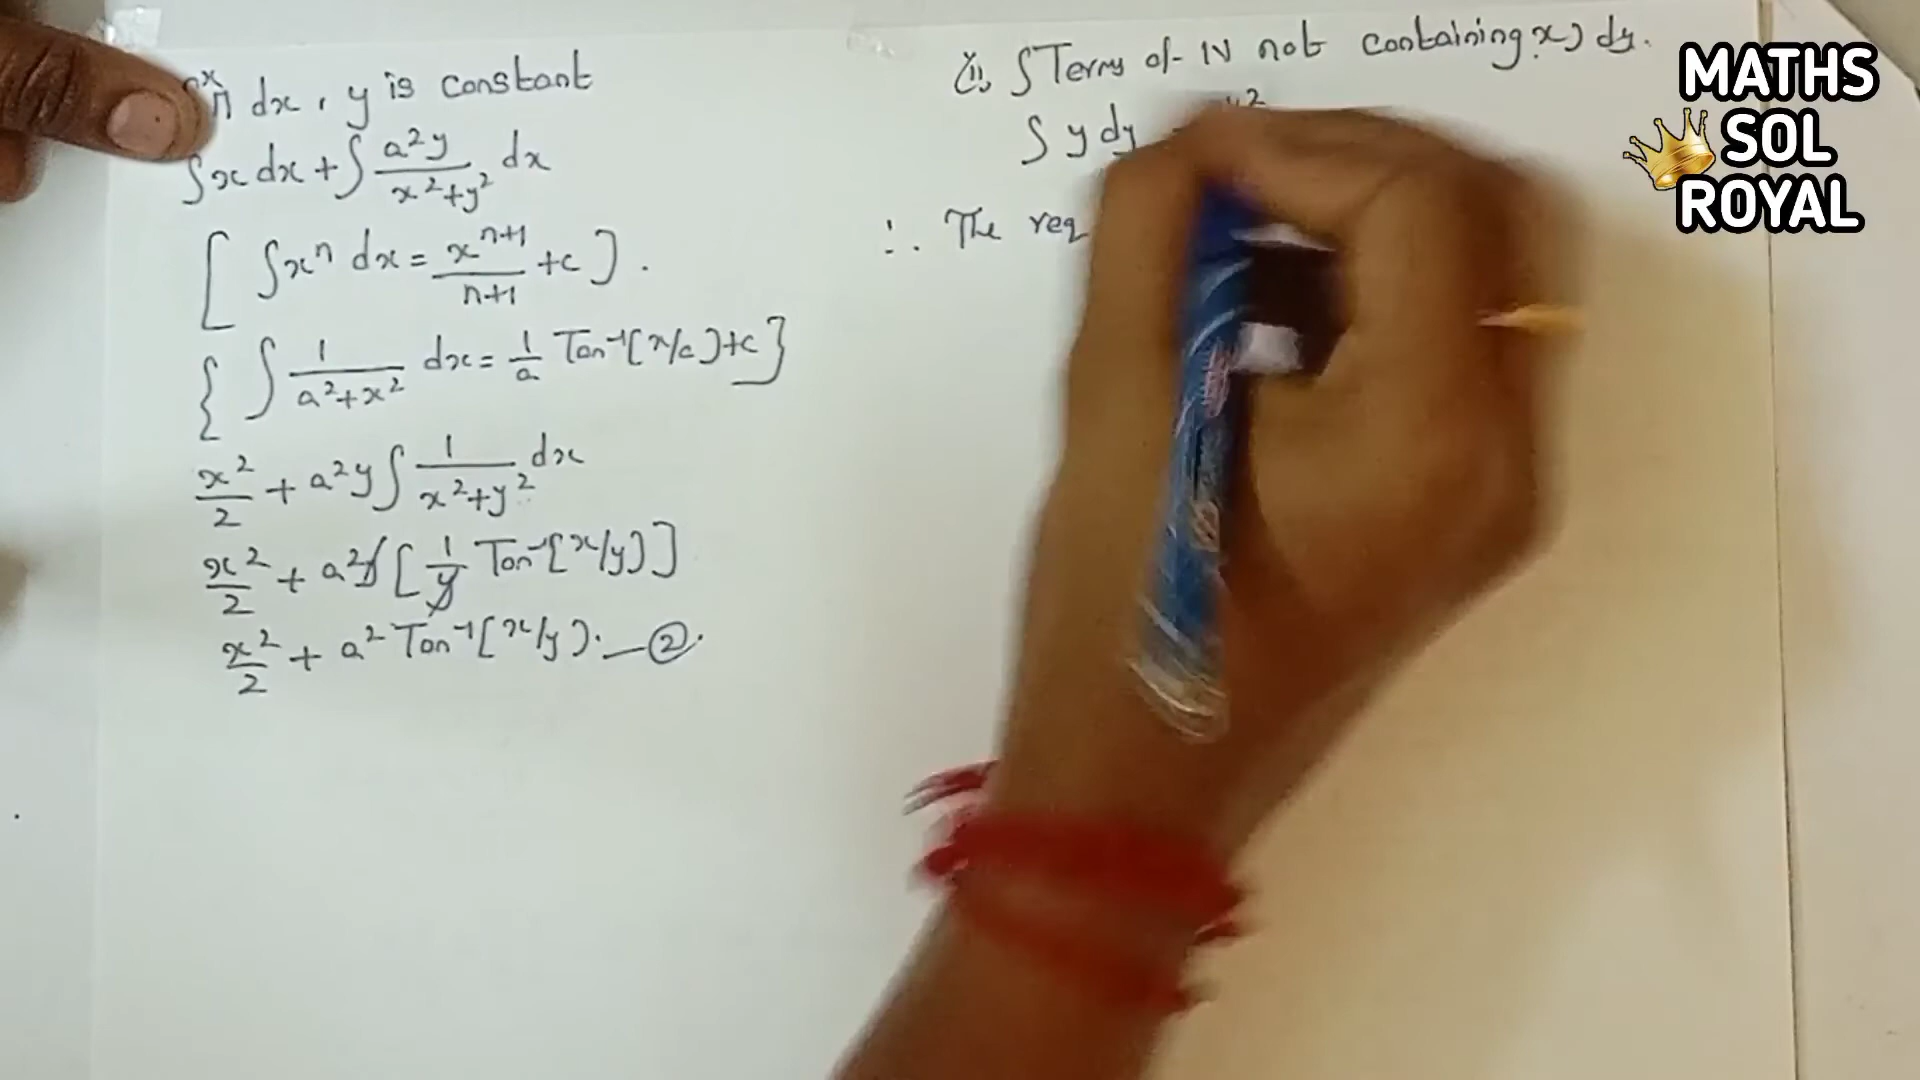 ∫ˣM dx, y is constant
∫x dx + ∫ a²y/(x²+y²) dx
[ ∫xⁿ dx = xⁿ⁺¹/(n+1) + c ].
{ ∫ 1/(a²+x²) dx = 1/a Tan⁻¹[x/a)+c }
x²/2 + a²y ∫ 1/(x²+y²) dx
x²/2 + a²y [ 1/y Tan⁻¹[x/y) ]
x²/2 + a² Tan⁻¹[x/y). — ②.
(ii) ∫Terms of N not containing x) dy.
∫ y dy
∴ The req
MATHS
SOL
ROYAL